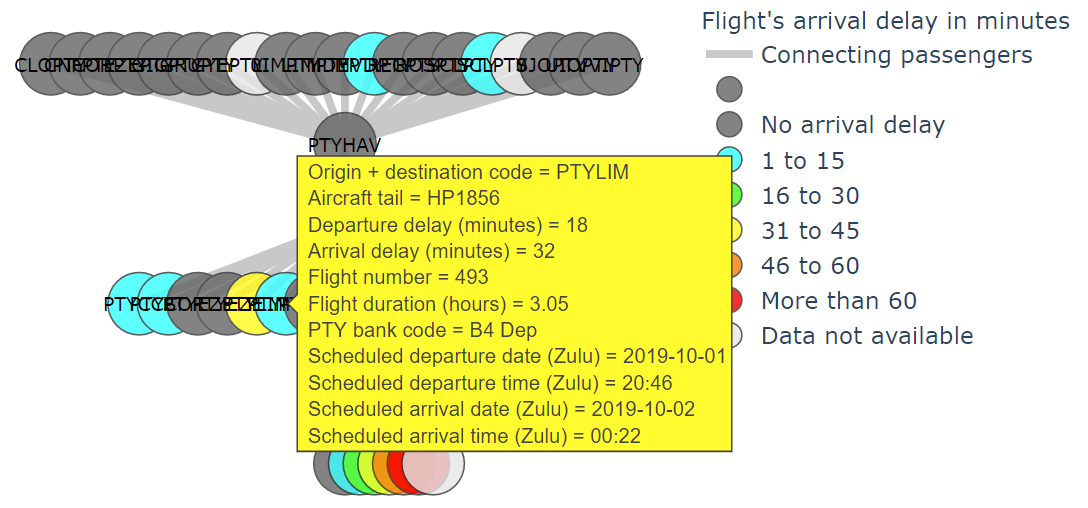 Flight's arrival delay in minutes
Connecting passengers
No arrival delay
1 to 15
16 to 30
31 to 45
46 to 60
More than 60
Data not available
PTYHAV
Origin + destination code = PTYLIM
Aircraft tail = HP1856
Departure delay (minutes) = 18
Arrival delay (minutes) = 32
Flight number = 493
Flight duration (hours) = 3.05
PTY bank code = B4 Dep
Scheduled departure date (Zulu) = 2019-10-01
Scheduled departure time (Zulu) = 20:46
Scheduled arrival date (Zulu) = 2019-10-02
Scheduled arrival time (Zulu) = 00:22